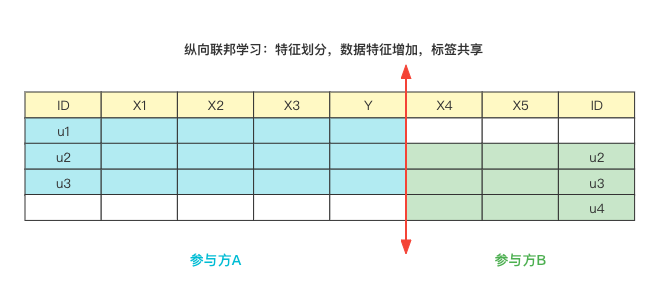 纵向联邦学习：特征划分，数据特征增加，标签共享
ID X1 X2 X3 Y X4 X5 ID
u1
u2 u2
u3 u3
u4
参与方A 参与方B